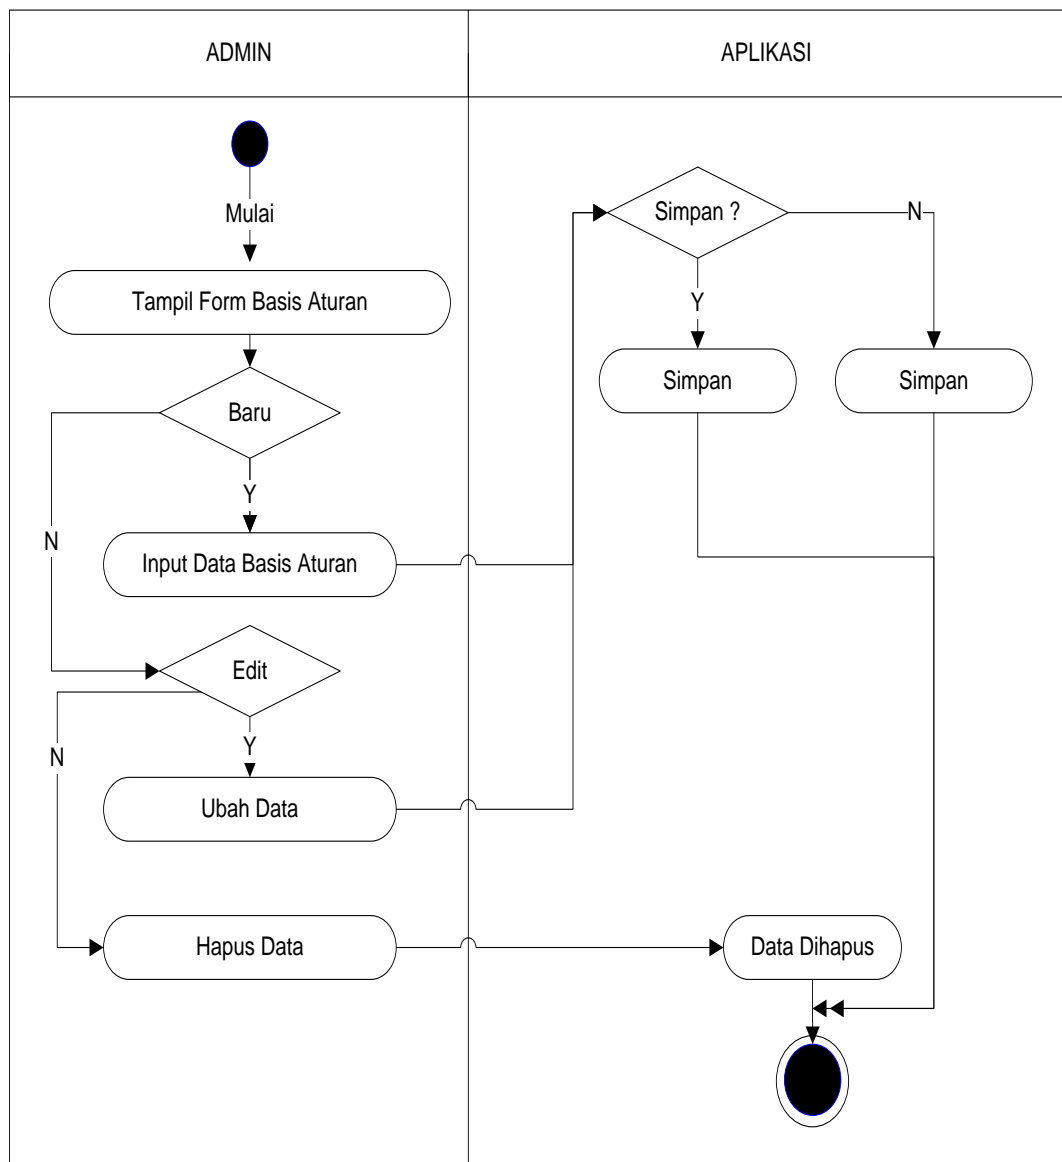 ADMIN
APLIKASI
Mulai
Tampil Form Basis Aturan
Baru
Y
N
Input Data Basis Aturan
Edit
Y
N
Ubah Data
Hapus Data
Simpan ?
N
Y
Simpan
Simpan
Data Dihapus